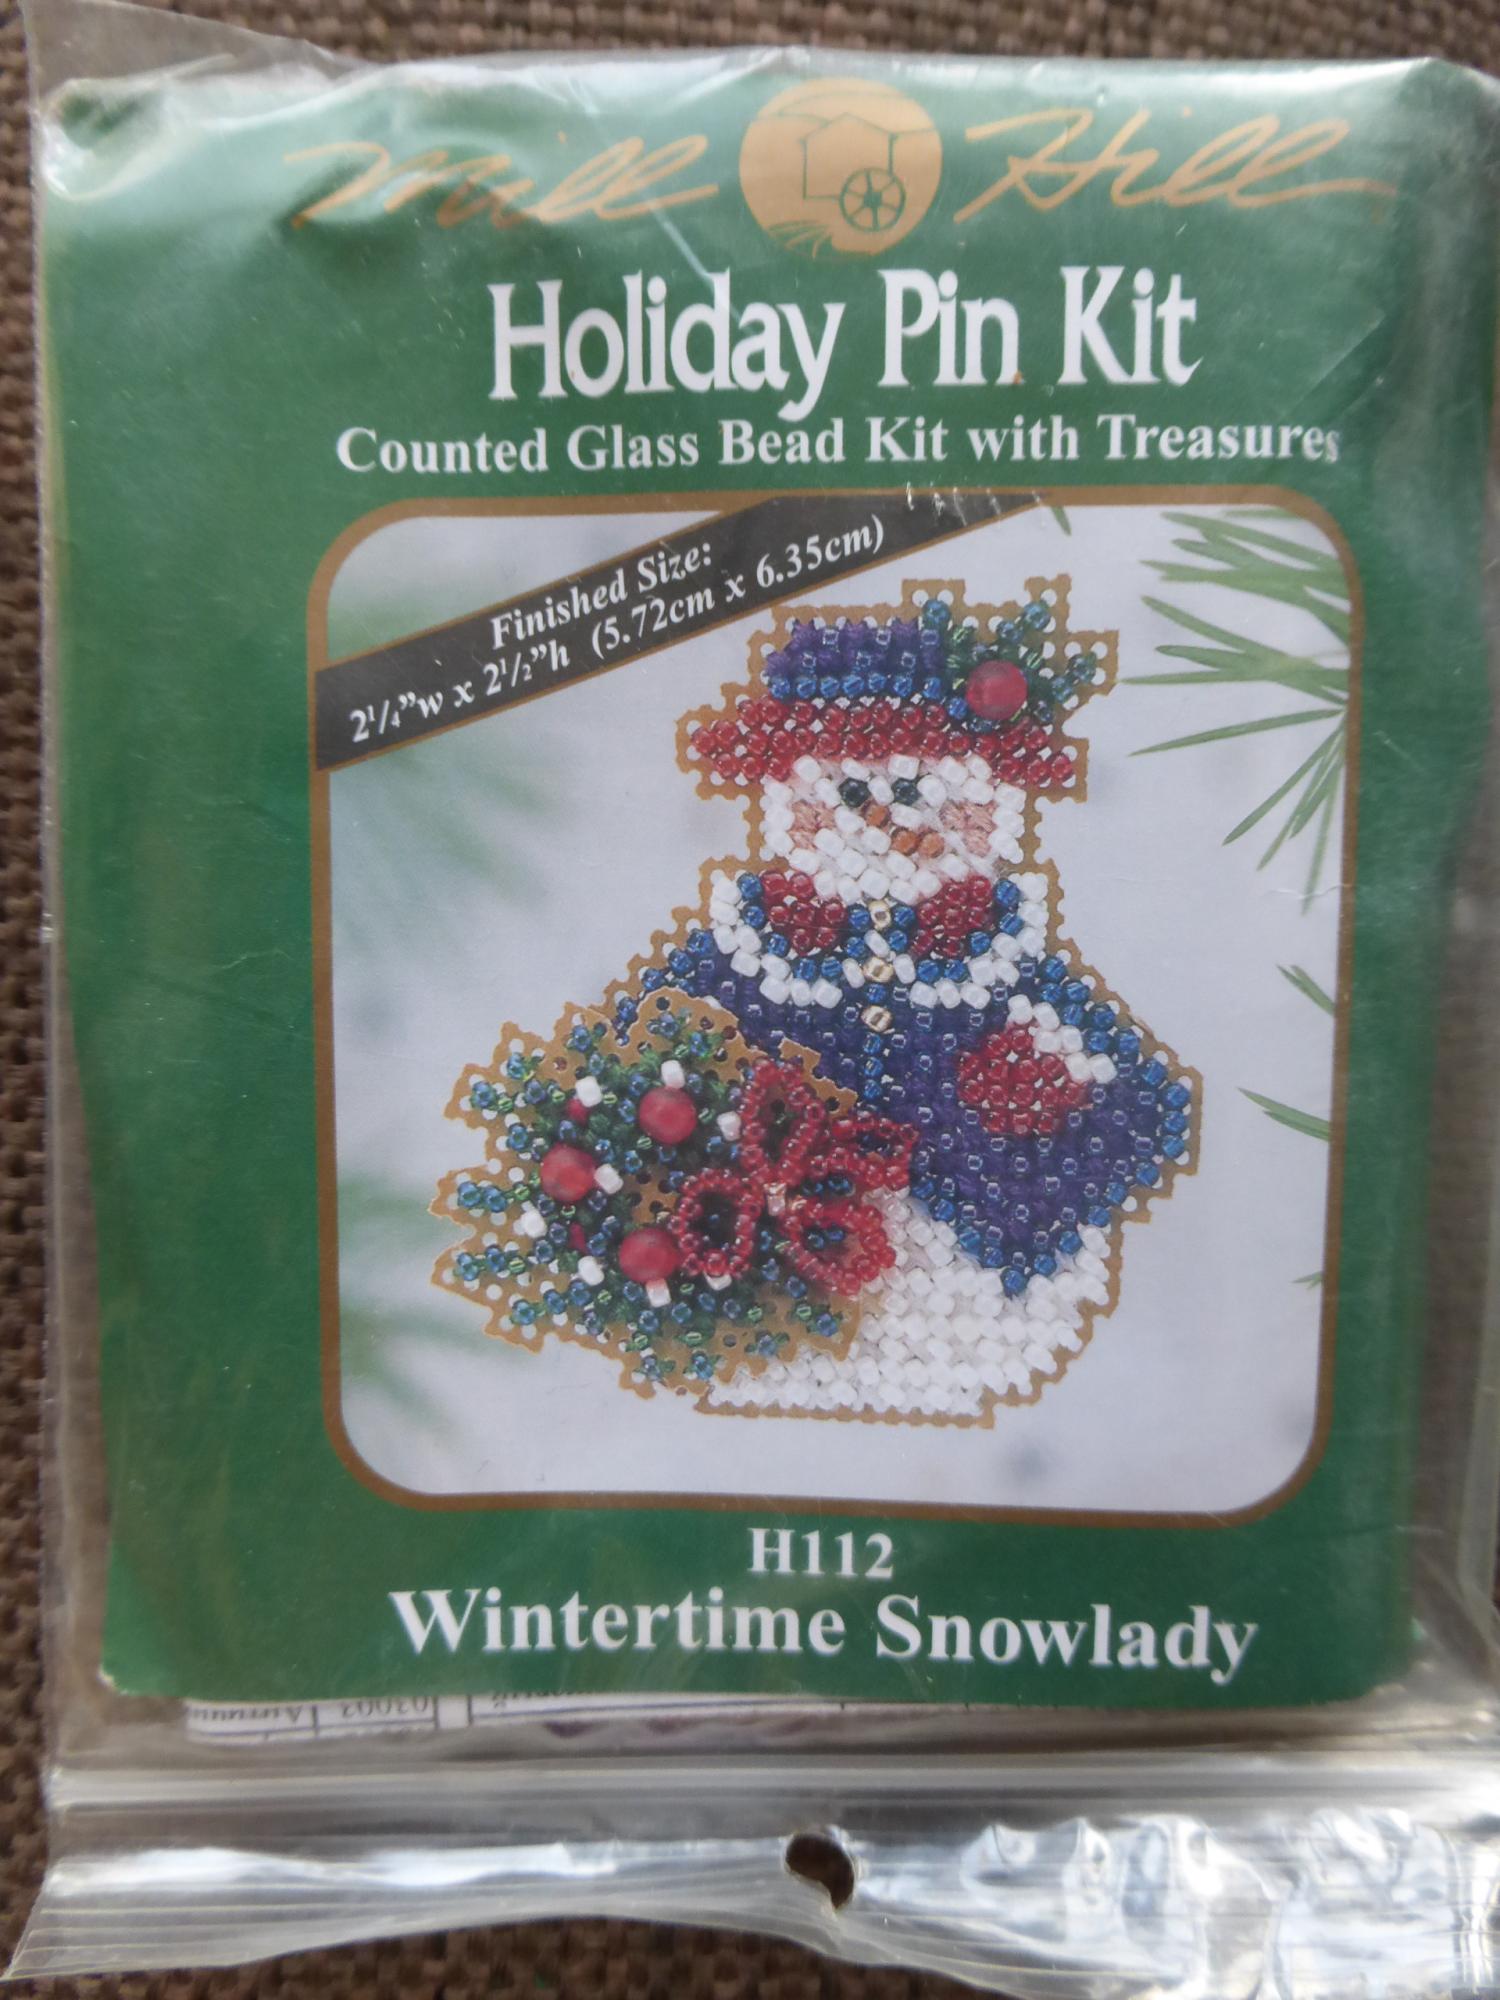 Mill Hill
Holiday Pin Kit
Counted Glass Bead Kit with Treasures
Finished Size:
2¹/₄”w x 2¹/₂”h (5.72cm x 6.35cm)
H112
Wintertime Snowlady
03002